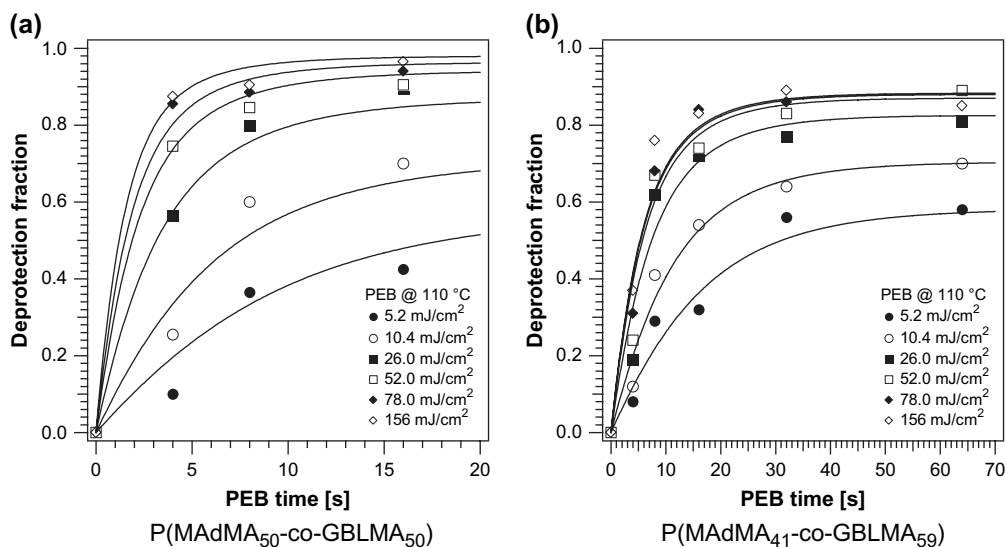 (a)
1.0
0.8
0.6
0.4
0.2
0.0
Deprotection fraction
PEB @ 110 °C
5.2 mJ/cm²
10.4 mJ/cm²
26.0 mJ/cm²
52.0 mJ/cm²
78.0 mJ/cm²
156 mJ/cm²
0 5 10 15 20
PEB time [s]
P(MAdMA₅₀-co-GBLMA₅₀)
(b)
1.0
0.8
0.6
0.4
0.2
0.0
Deprotection fraction
PEB @ 110 °C
5.2 mJ/cm²
10.4 mJ/cm²
26.0 mJ/cm²
52.0 mJ/cm²
78.0 mJ/cm²
156 mJ/cm²
0 10 20 30 40 50 60 70
PEB time [s]
P(MAdMA₄₁-co-GBLMA₅₉)